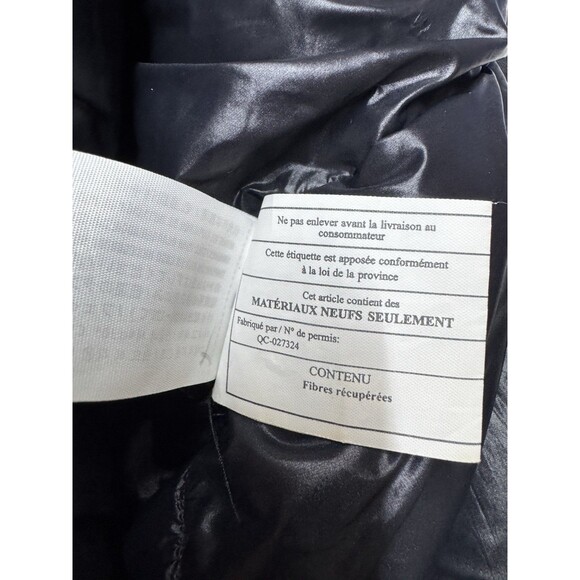 Ne pas enlever avant la livraison au
consommateur
Cette étiquette est apposée conformément
à la loi de la province
Cet article contient des
MATÉRIAUX NEUFS SEULEMENT
Fabriqué par / Nº de permis:
QC-027324
CONTENU
Fibres récupérées